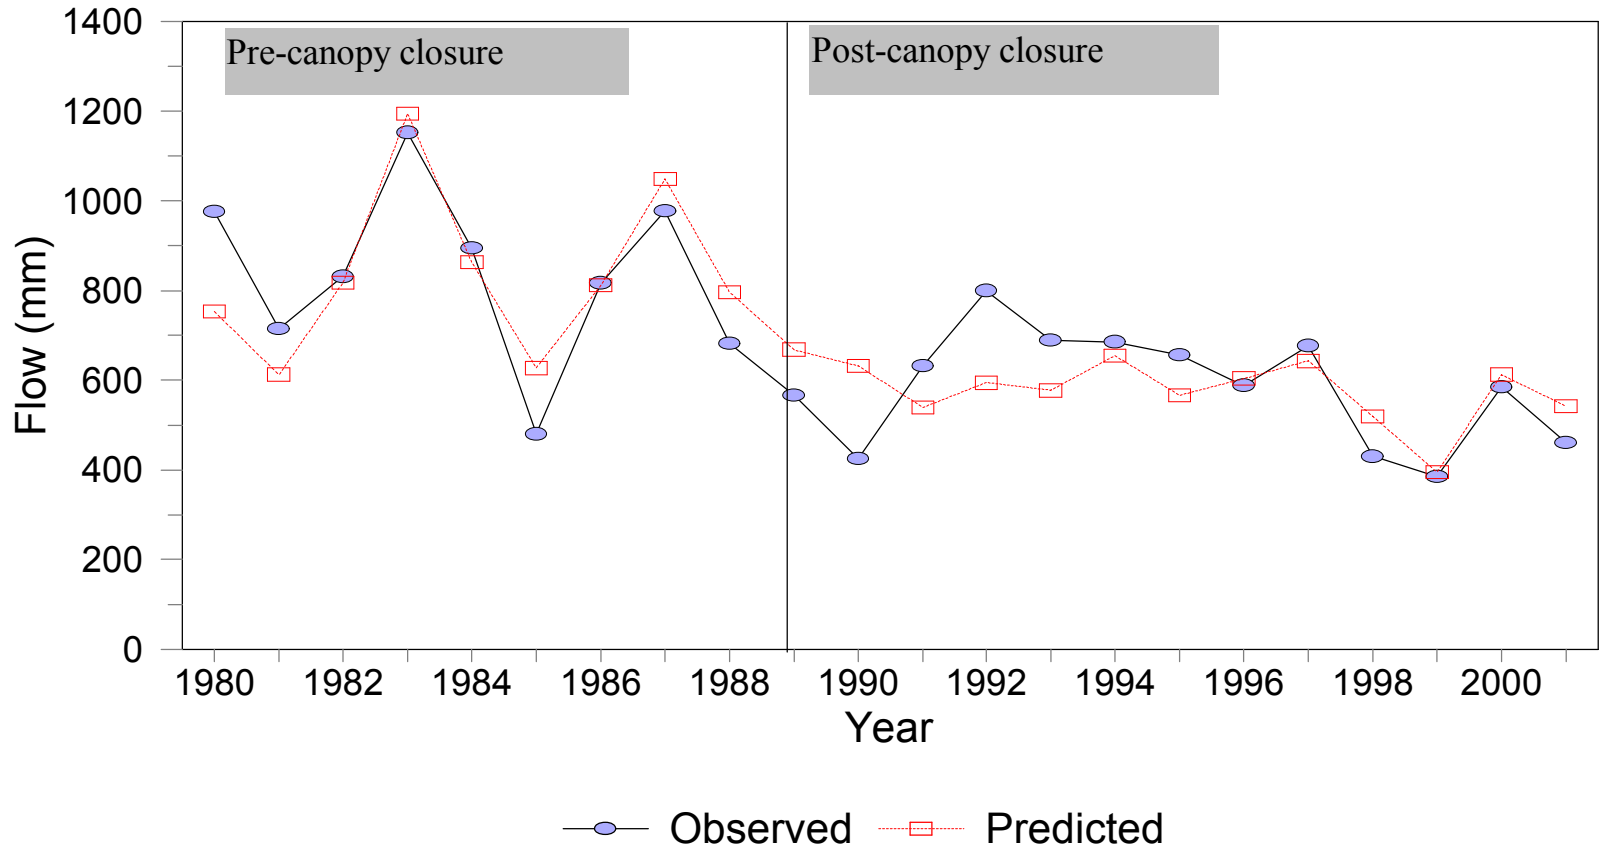 1400
1200
1000
800
600
400
200
0
Flow (mm)
Pre-canopy closure
Post-canopy closure
1980 1982 1984 1986 1988 1990 1992 1994 1996 1998 2000
Year
Observed Predicted